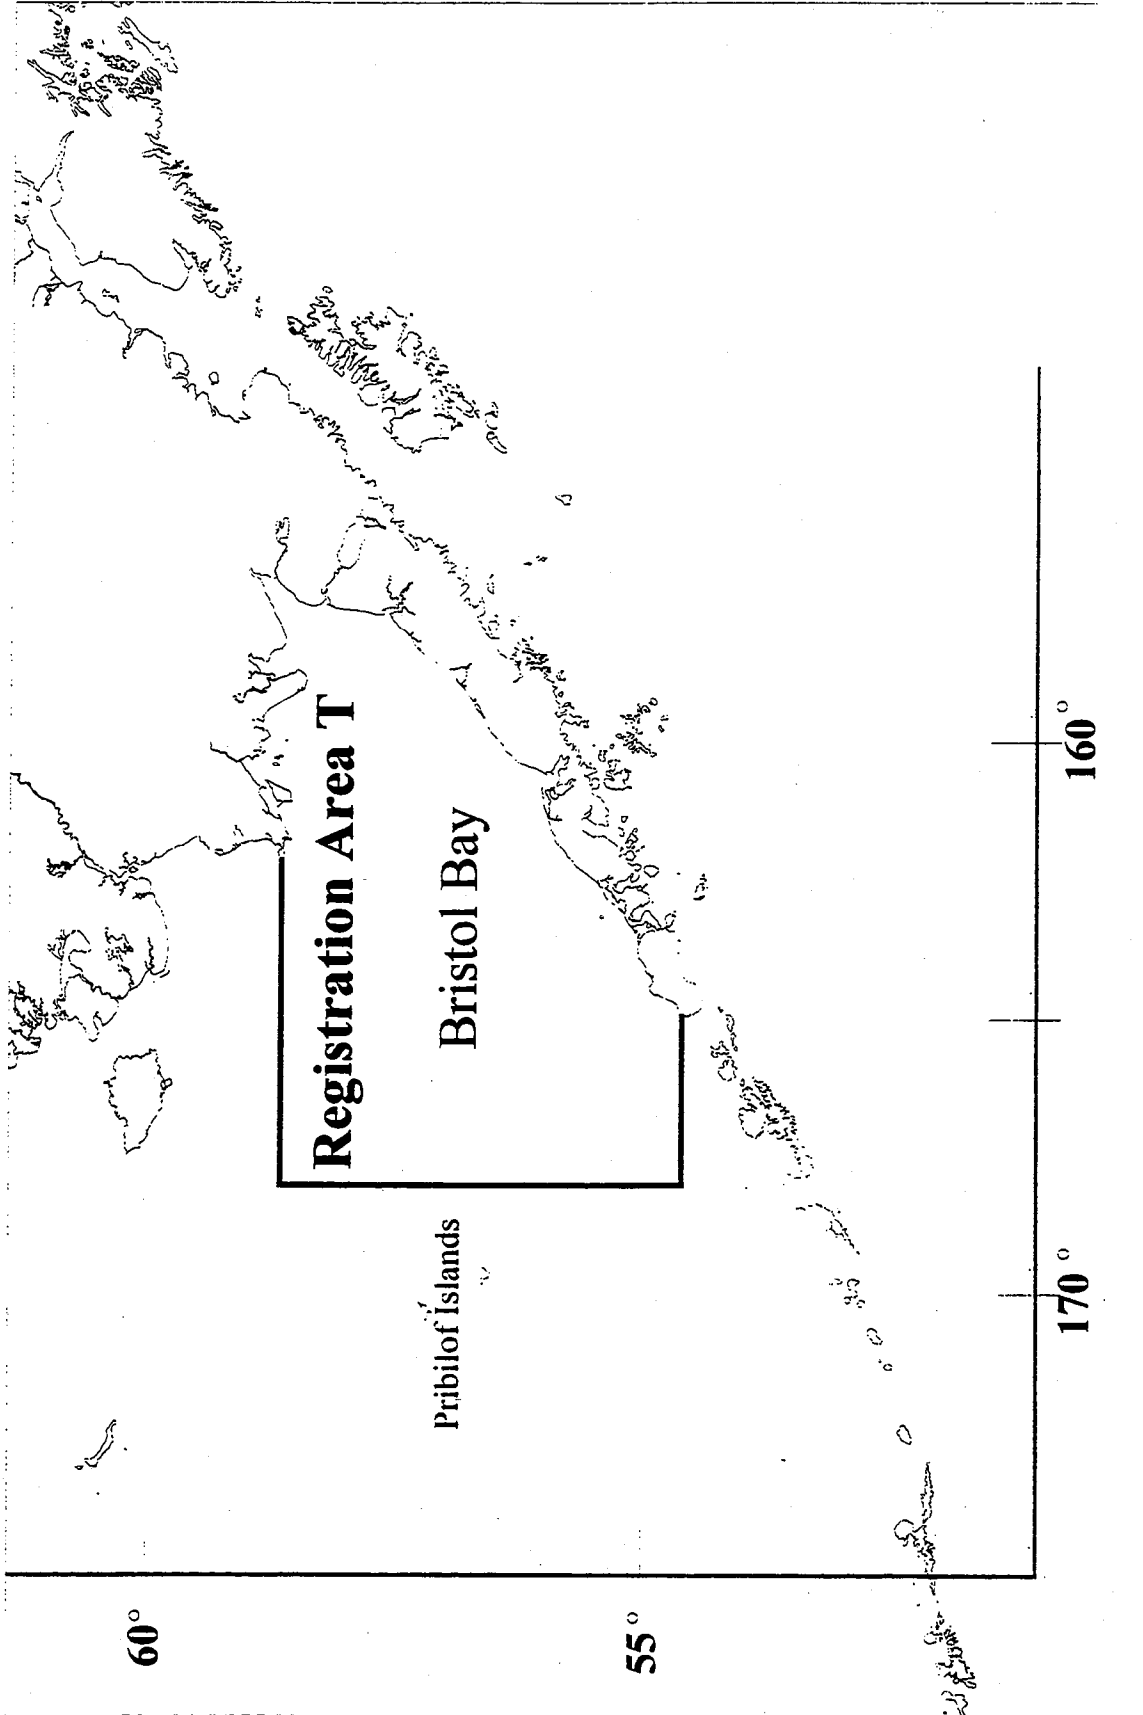 Registration Area T
Bristol Bay
Pribilof Islands
60°
55°
170°
160°